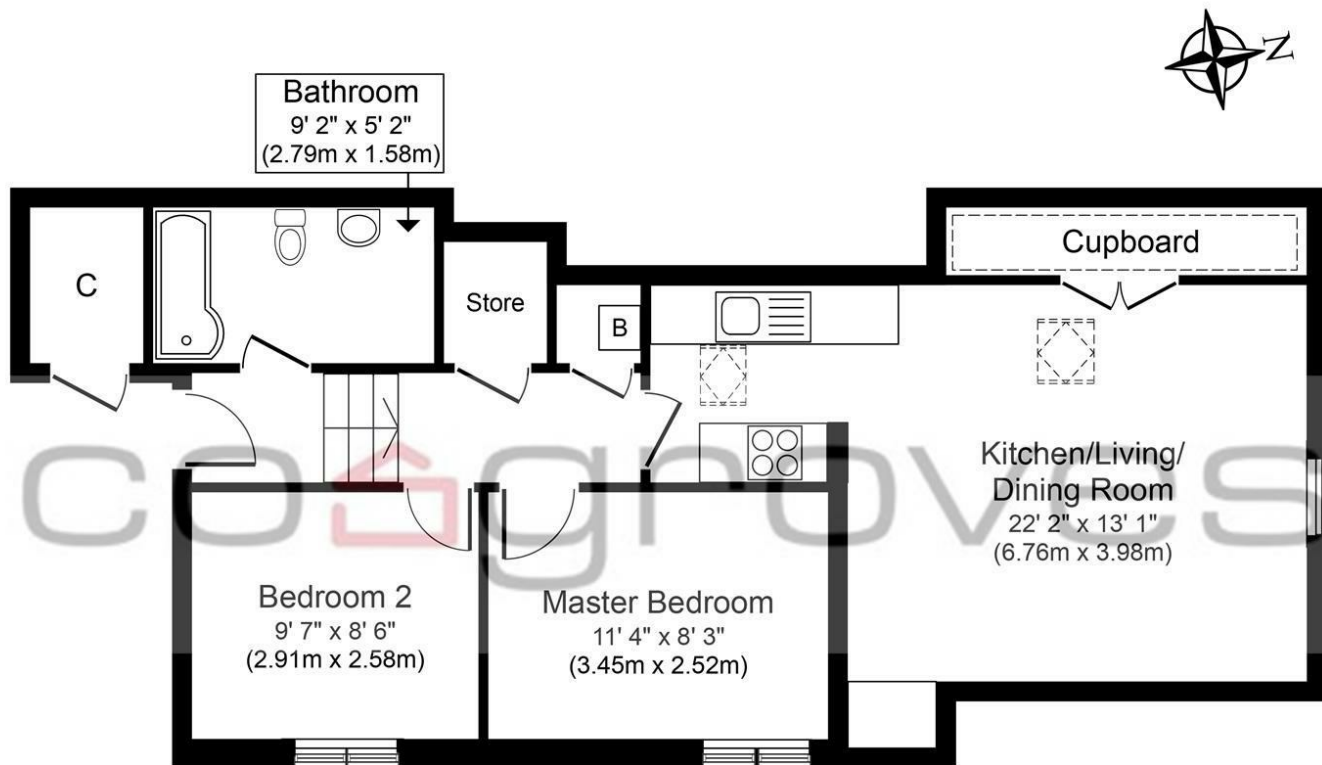 N
Bathroom
9' 2" x 5' 2"
(2.79m x 1.58m)
C
Store
B
Cupboard
Kitchen/Living/
Dining Room
22' 2" x 13' 1"
(6.76m x 3.98m)
Bedroom 2
9' 7" x 8' 6"
(2.91m x 2.58m)
Master Bedroom
11' 4" x 8' 3"
(3.45m x 2.52m)